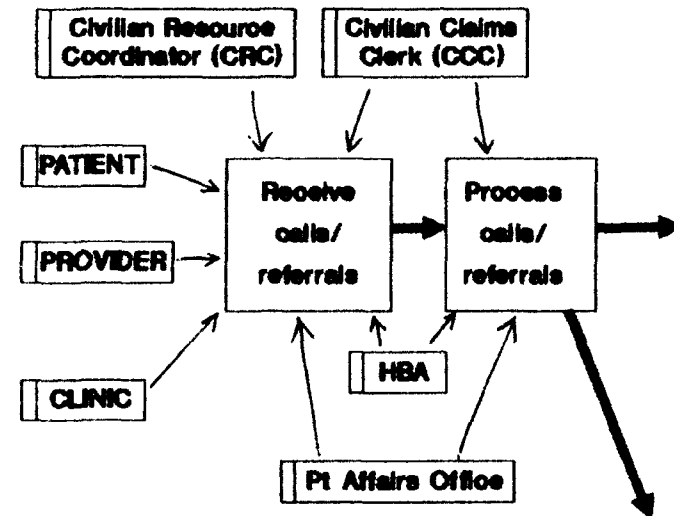 Civilian Resource
Coordinator (CRC)
Civilian Claims
Clerk (CCC)
PATIENT
PROVIDER
CLINIC
Receive
calls/
referrals
Process
calls/
referrals
HBA
Pt Affairs Office